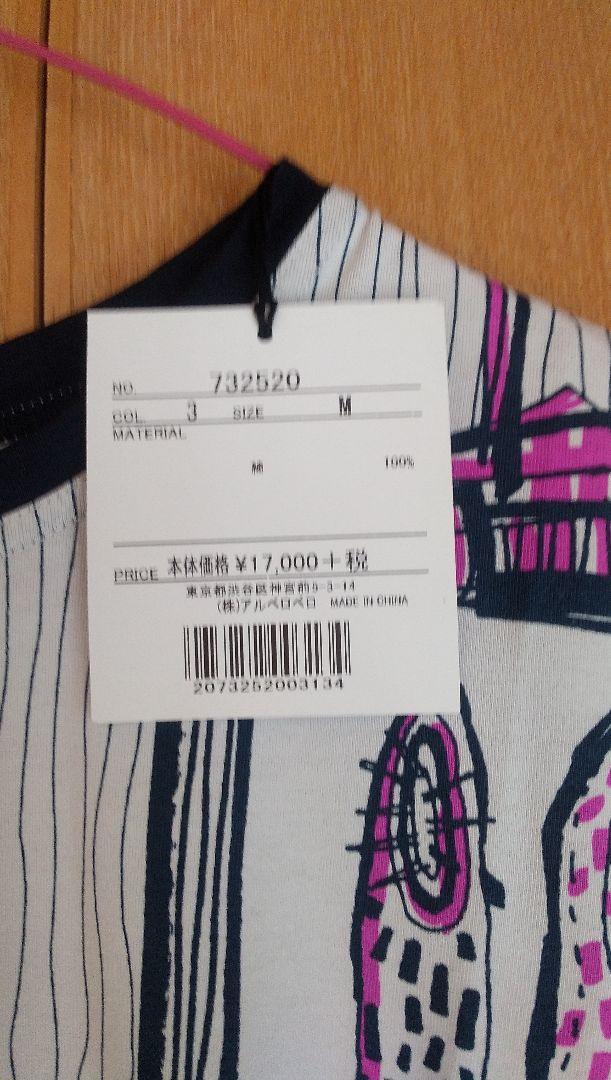 NO. 732520
COL. 3 SIZE M
MATERIAL
綿 100%
PRICE 本体価格 ¥17,000+税
東京都渋谷区神宮前5-3-14
(株)アルベロベロ MADE IN CHINA
2073252003134